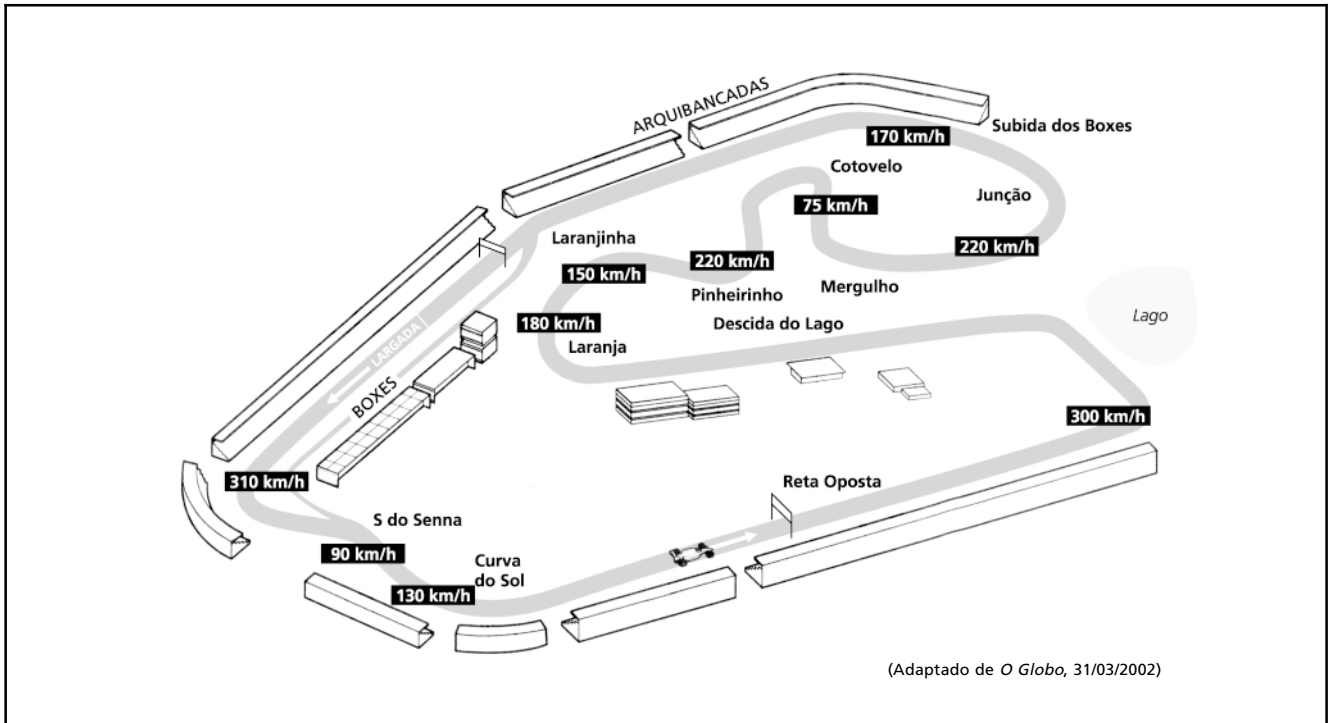 ARQUIBANCADAS
Subida dos Boxes
170 km/h
Cotovelo
Junção
75 km/h
Laranjinha
220 km/h
220 km/h
150 km/h
Pinheirinho
Mergulho
Lago
180 km/h
Descida do Lago
Laranja
LARGADA
BOXES
300 km/h
310 km/h
Reta Oposta
S do Senna
90 km/h
Curva
do Sol
130 km/h
(Adaptado de O Globo, 31/03/2002)